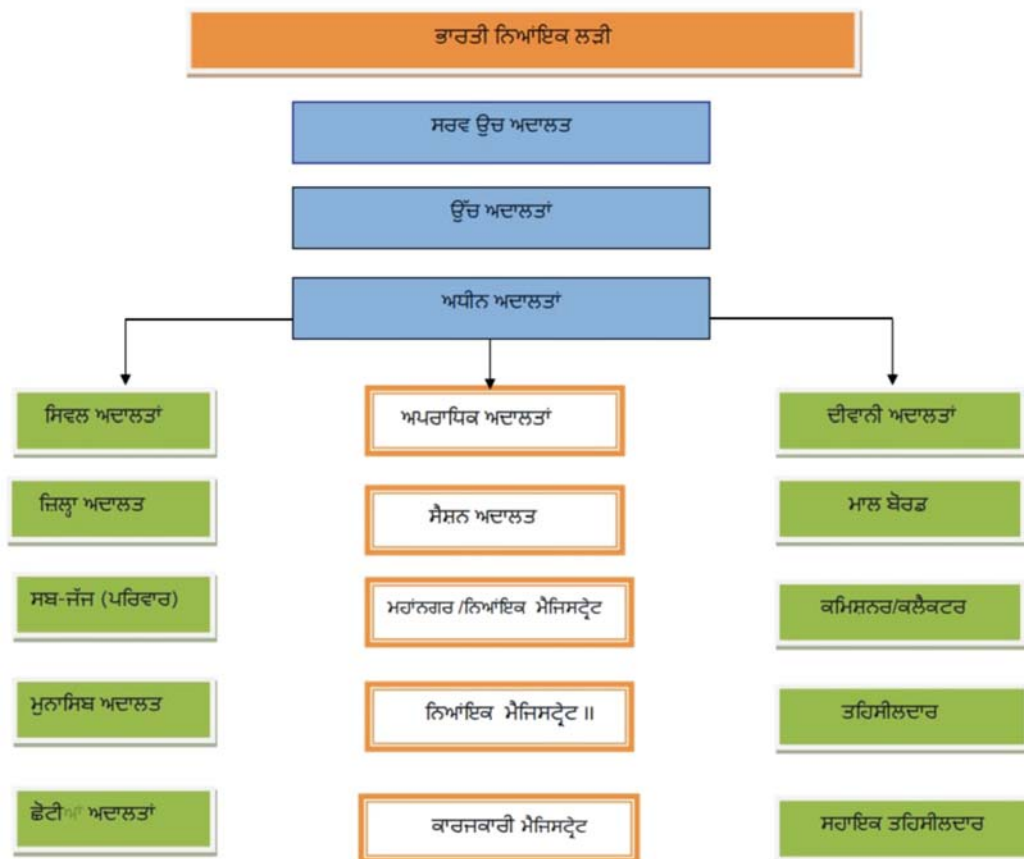 ਭਾਰਤੀ ਨਿਆਂਇਕ ਲੜੀ
ਸਰਵ ਉਚ ਅਦਾਲਤ
ਉੱਚ ਅਦਾਲਤਾਂ
ਅਧੀਨ ਅਦਾਲਤਾਂ
ਸਿਵਲ ਅਦਾਲਤਾਂ
ਜ਼ਿਲ੍ਹਾ ਅਦਾਲਤ
ਸਬ-ਜੱਜ (ਪਰਿਵਾਰ)
ਮੁਨਾਸਿਬ ਅਦਾਲਤ
ਛੋਟੀਆਂ ਅਦਾਲਤਾਂ
ਅਪਰਾਧਿਕ ਅਦਾਲਤਾਂ
ਸੈਸ਼ਨ ਅਦਾਲਤ
ਮਹਾਂਨਗਰ /ਨਿਆਂਇਕ ਮੈਜਿਸਟ੍ਰੇਟ
ਨਿਆਂਇਕ ਮੈਜਿਸਟ੍ਰੇਟ II
ਕਾਰਜਕਾਰੀ ਮੈਜਿਸਟ੍ਰੇਟ
ਦੀਵਾਨੀ ਅਦਾਲਤਾਂ
ਮਾਲ ਬੋਰਡ
ਕਮਿਸ਼ਨਰ/ਕਲੈਕਟਰ
ਤਹਿਸੀਲਦਾਰ
ਸਹਾਇਕ ਤਹਿਸੀਲਦਾਰ